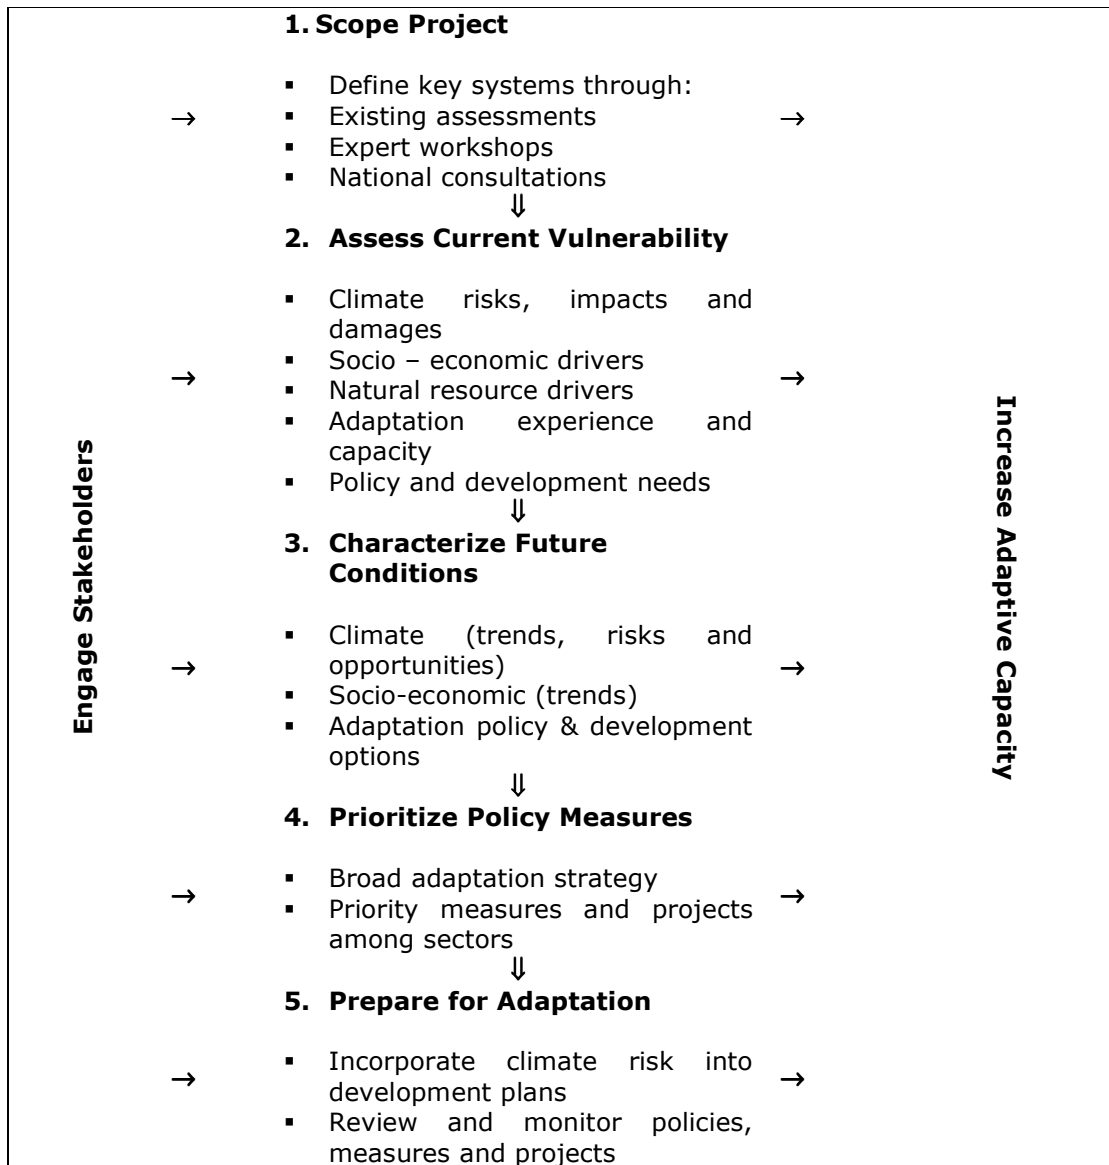 1. Scope Project
▪ Define key systems through:
▪ Existing assessments
→ →
▪ Expert workshops
▪ National consultations
⇓
2. Assess Current Vulnerability
▪ Climate risks, impacts and
damages
▪ Socio – economic drivers
→ →
▪ Natural resource drivers
▪ Adaptation experience and
capacity
▪ Policy and development needs
⇓
3. Characterize Future
Conditions
▪ Climate (trends, risks and
opportunities)
→ →
▪ Socio-economic (trends)
▪ Adaptation policy & development
options
⇓
4. Prioritize Policy Measures
▪ Broad adaptation strategy
→ →
▪ Priority measures and projects
among sectors
⇓
5. Prepare for Adaptation
▪ Incorporate climate risk into
→ →
development plans
▪ Review and monitor policies,
measures and projects
Engage Stakeholders
Increase Adaptive Capacity